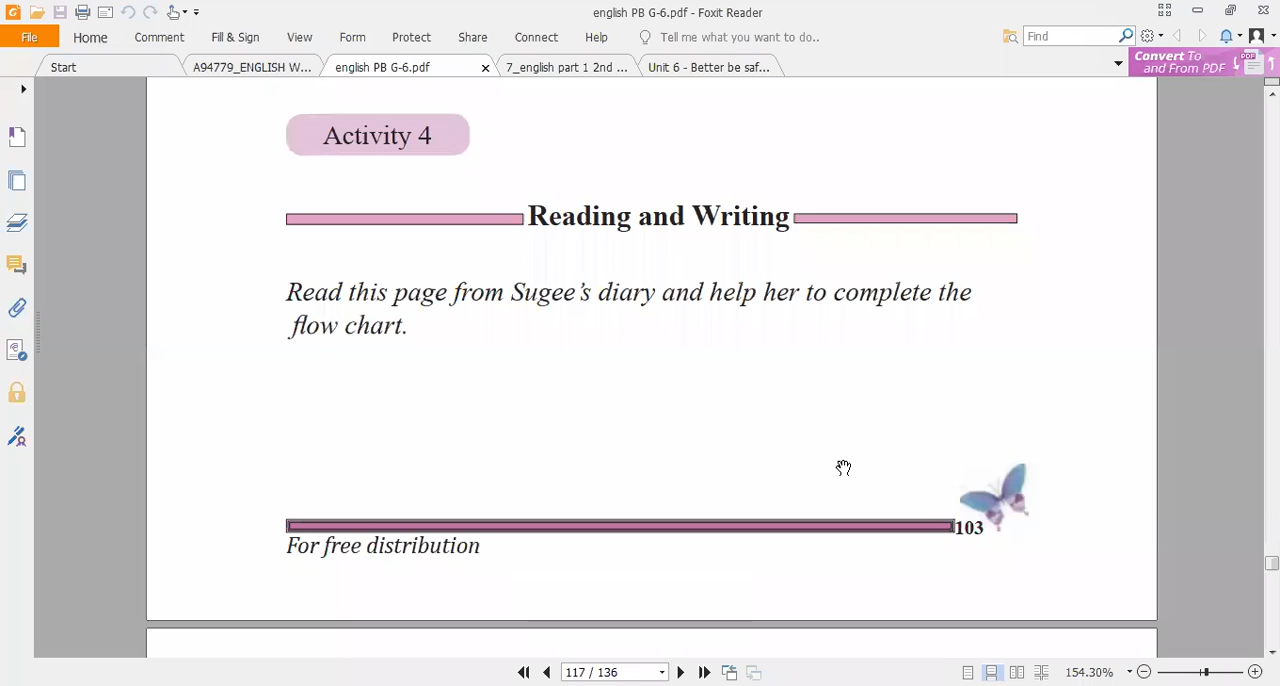 english PB G-6.pdf - Foxit Reader
File Home Comment Fill & Sign View Form Protect Share Connect Help Tell me what you want to do.. Find
Start A94779_ENGLISH W... english PB G-6.pdf 7_english part 1 2nd ... Unit 6 - Better be saf...
Convert To
and From PDF
PDF
Activity 4
Reading and Writing
Read this page from Sugee's diary and help her to complete the
flow chart.
103
For free distribution
117 / 136 154.30%